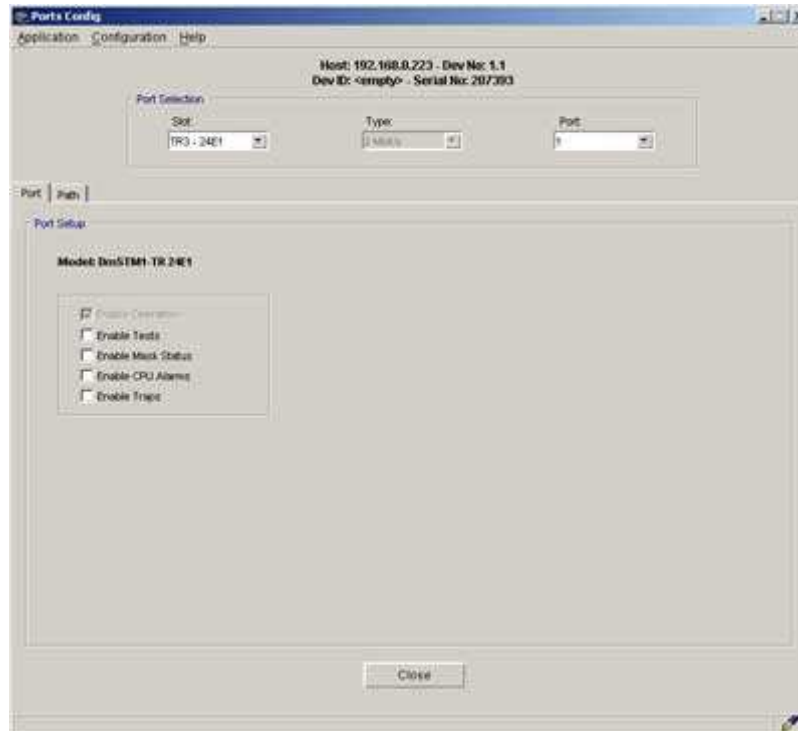 Ports Config
Application Configuration Help
Host: 192.168.0.223 - Dev No: 1.1
Dev ID: <empty> - Serial No: 207393
Port Selection
Slot: Type: Port:
TR3 - 24E1 2 Mbit/s 1
Port Path
Port Setup
Model: DmSTM1-TR 24E1
Enable Operation
Enable Tests
Enable Mask Status
Enable CPU Alarms
Enable Traps
Close